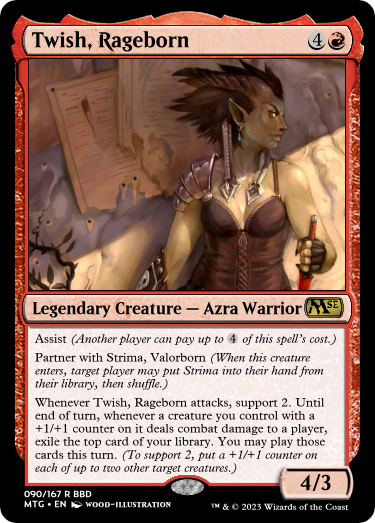 Twish, Rageborn 4
Legendary Creature — Azra Warrior M SE
Assist (Another player can pay up to 4 of this spell's cost.)
Partner with Strima, Valorborn (When this creature
enters, target player may put Strima into their hand from
their library, then shuffle.)
Whenever Twish, Rageborn attacks, support 2. Until
end of turn, whenever a creature you control with a
+1/+1 counter on it deals combat damage to a player,
exile the top card of your library. You may play those
cards this turn. (To support 2, put a +1/+1 counter on
each of up to two other target creatures.)
4/3
090/167 R BBD
MTG • EN WOOD-ILLUSTRATION
™ & © 2023 Wizards of the Coast